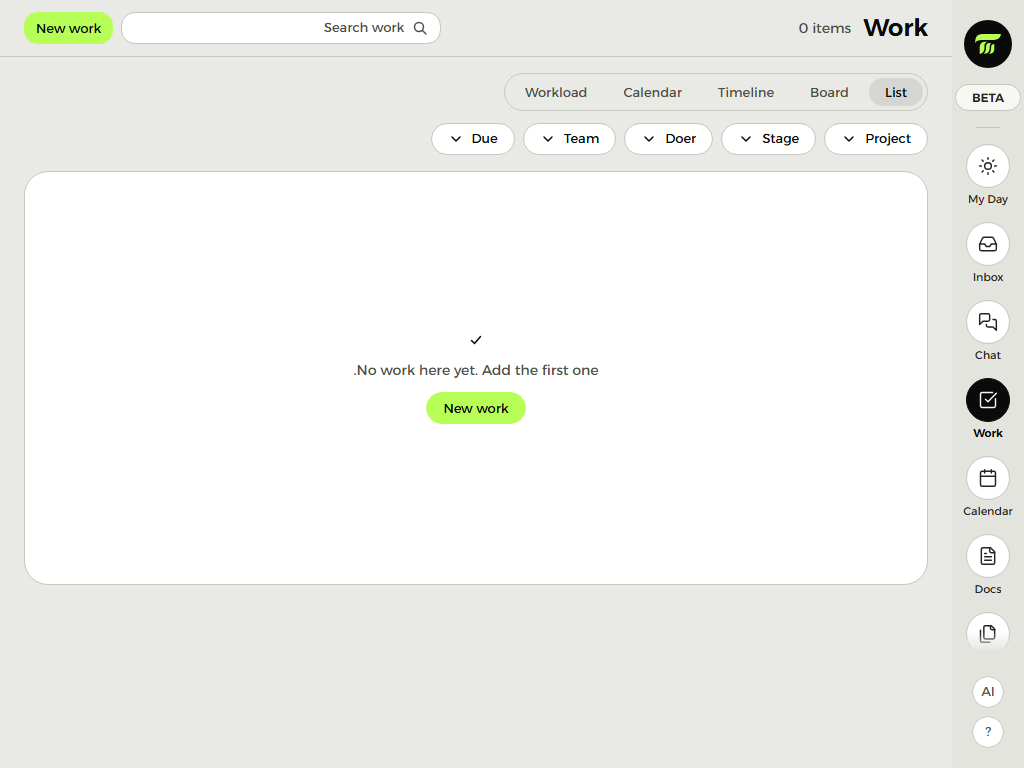 New work
Search work
0 items
Work
Workload
Calendar
Timeline
Board
List
Due
Team
Doer
Stage
Project
.No work here yet. Add the first one
New work
BETA
My Day
Inbox
Chat
Work
Calendar
Docs
AI
?